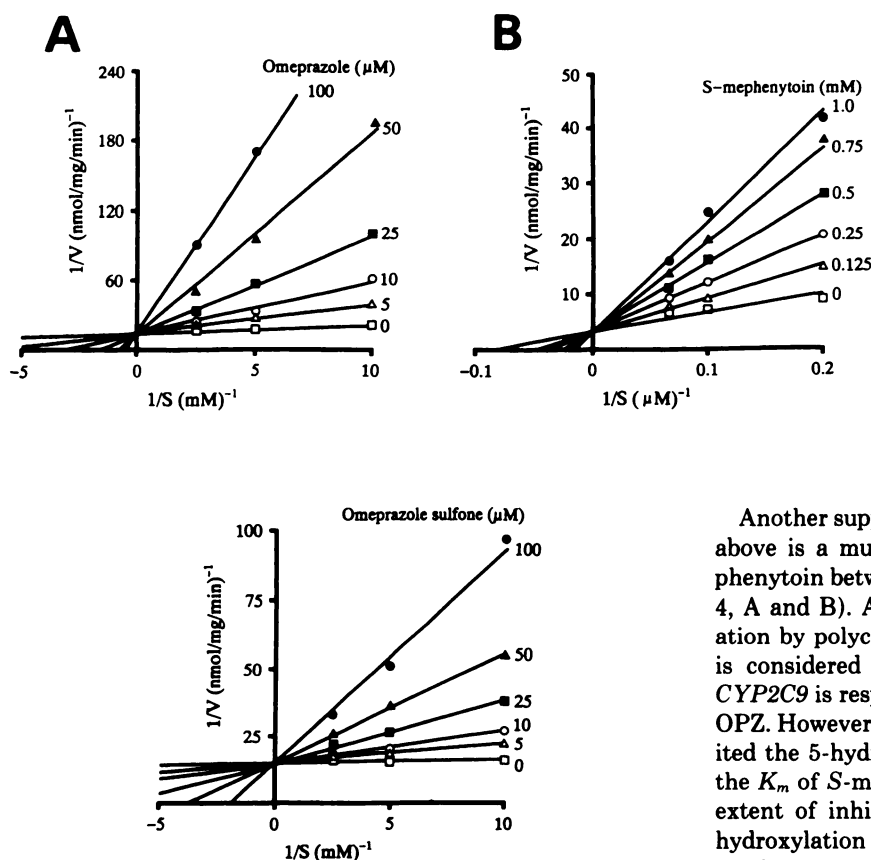 A
Omeprazole (μM)
240
180
120
60
1/V (nmol/mg/min)⁻¹
100
50
25
10
5
0
-5
0
5
10
1/S (mM)⁻¹
B
S-mephenytoin (mM)
50
40
30
20
10
1/V (nmol/mg/min)⁻¹
1.0
0.75
0.5
0.25
0.125
0
-0.1
0
0.1
0.2
1/S (μM)⁻¹
Omeprazole sulfone (μM)
100
75
50
25
1/V (nmol/mg/min)⁻¹
100
50
25
10
5
0
-5
0
5
10
1/S (mM)⁻¹
Another sup
above is a mu
phenytoin betw
4, A and B). A
ation by polyc
is considered
CYP2C9 is resp
OPZ. However
ited the 5-hydr
the Km of S-m
extent of inhi
hydroxylation